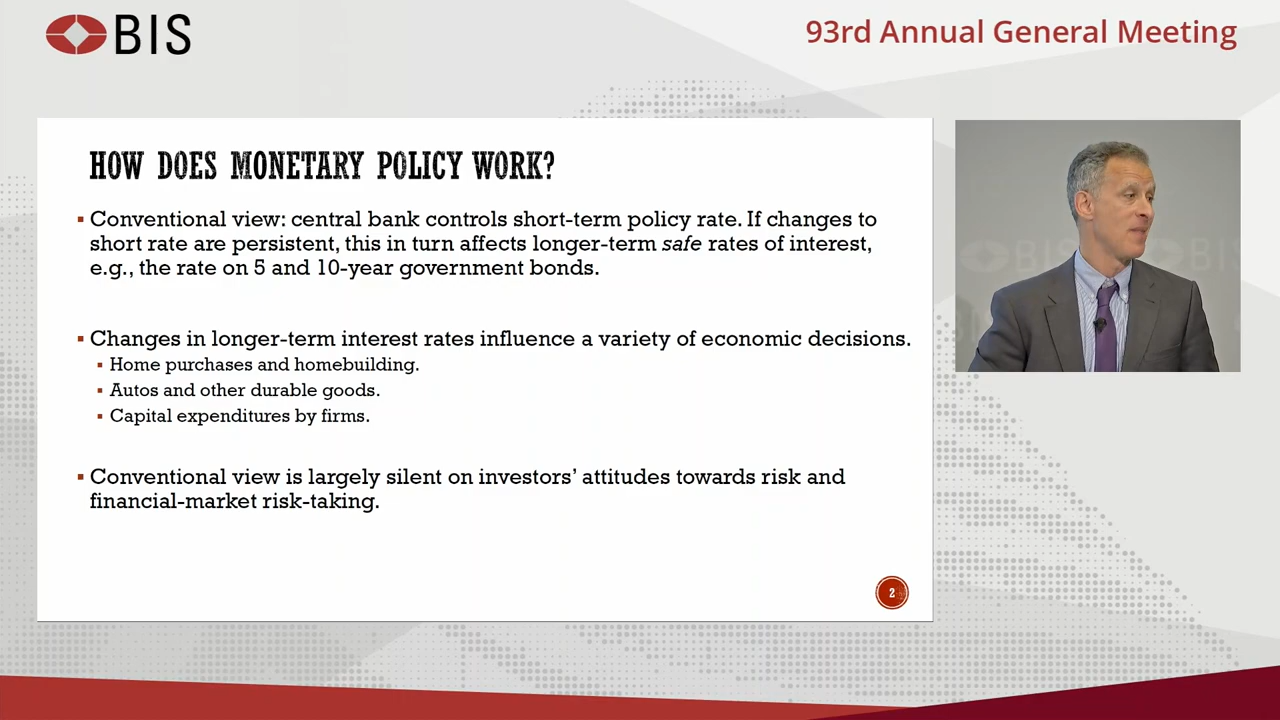 BIS
93rd Annual General Meeting
HOW DOES MONETARY POLICY WORK?
▪ Conventional view: central bank controls short-term policy rate. If changes to
short rate are persistent, this in turn affects longer-term safe rates of interest,
e.g., the rate on 5 and 10-year government bonds.
▪ Changes in longer-term interest rates influence a variety of economic decisions.
▪ Home purchases and homebuilding.
▪ Autos and other durable goods.
▪ Capital expenditures by firms.
▪ Conventional view is largely silent on investors’ attitudes towards risk and
financial-market risk-taking.
2
BIS
BIS